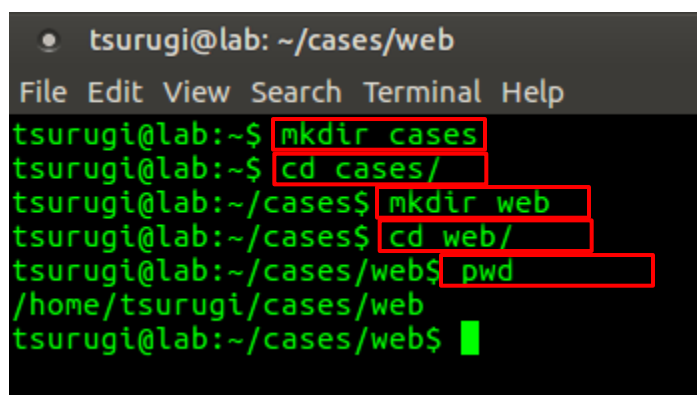 tsurugi@lab: ~/cases/web
File Edit View Search Terminal Help
tsurugi@lab:~$ mkdir cases
tsurugi@lab:~$ cd cases/
tsurugi@lab:~/cases$ mkdir web
tsurugi@lab:~/cases$ cd web/
tsurugi@lab:~/cases/web$ pwd
/home/tsurugi/cases/web
tsurugi@lab:~/cases/web$